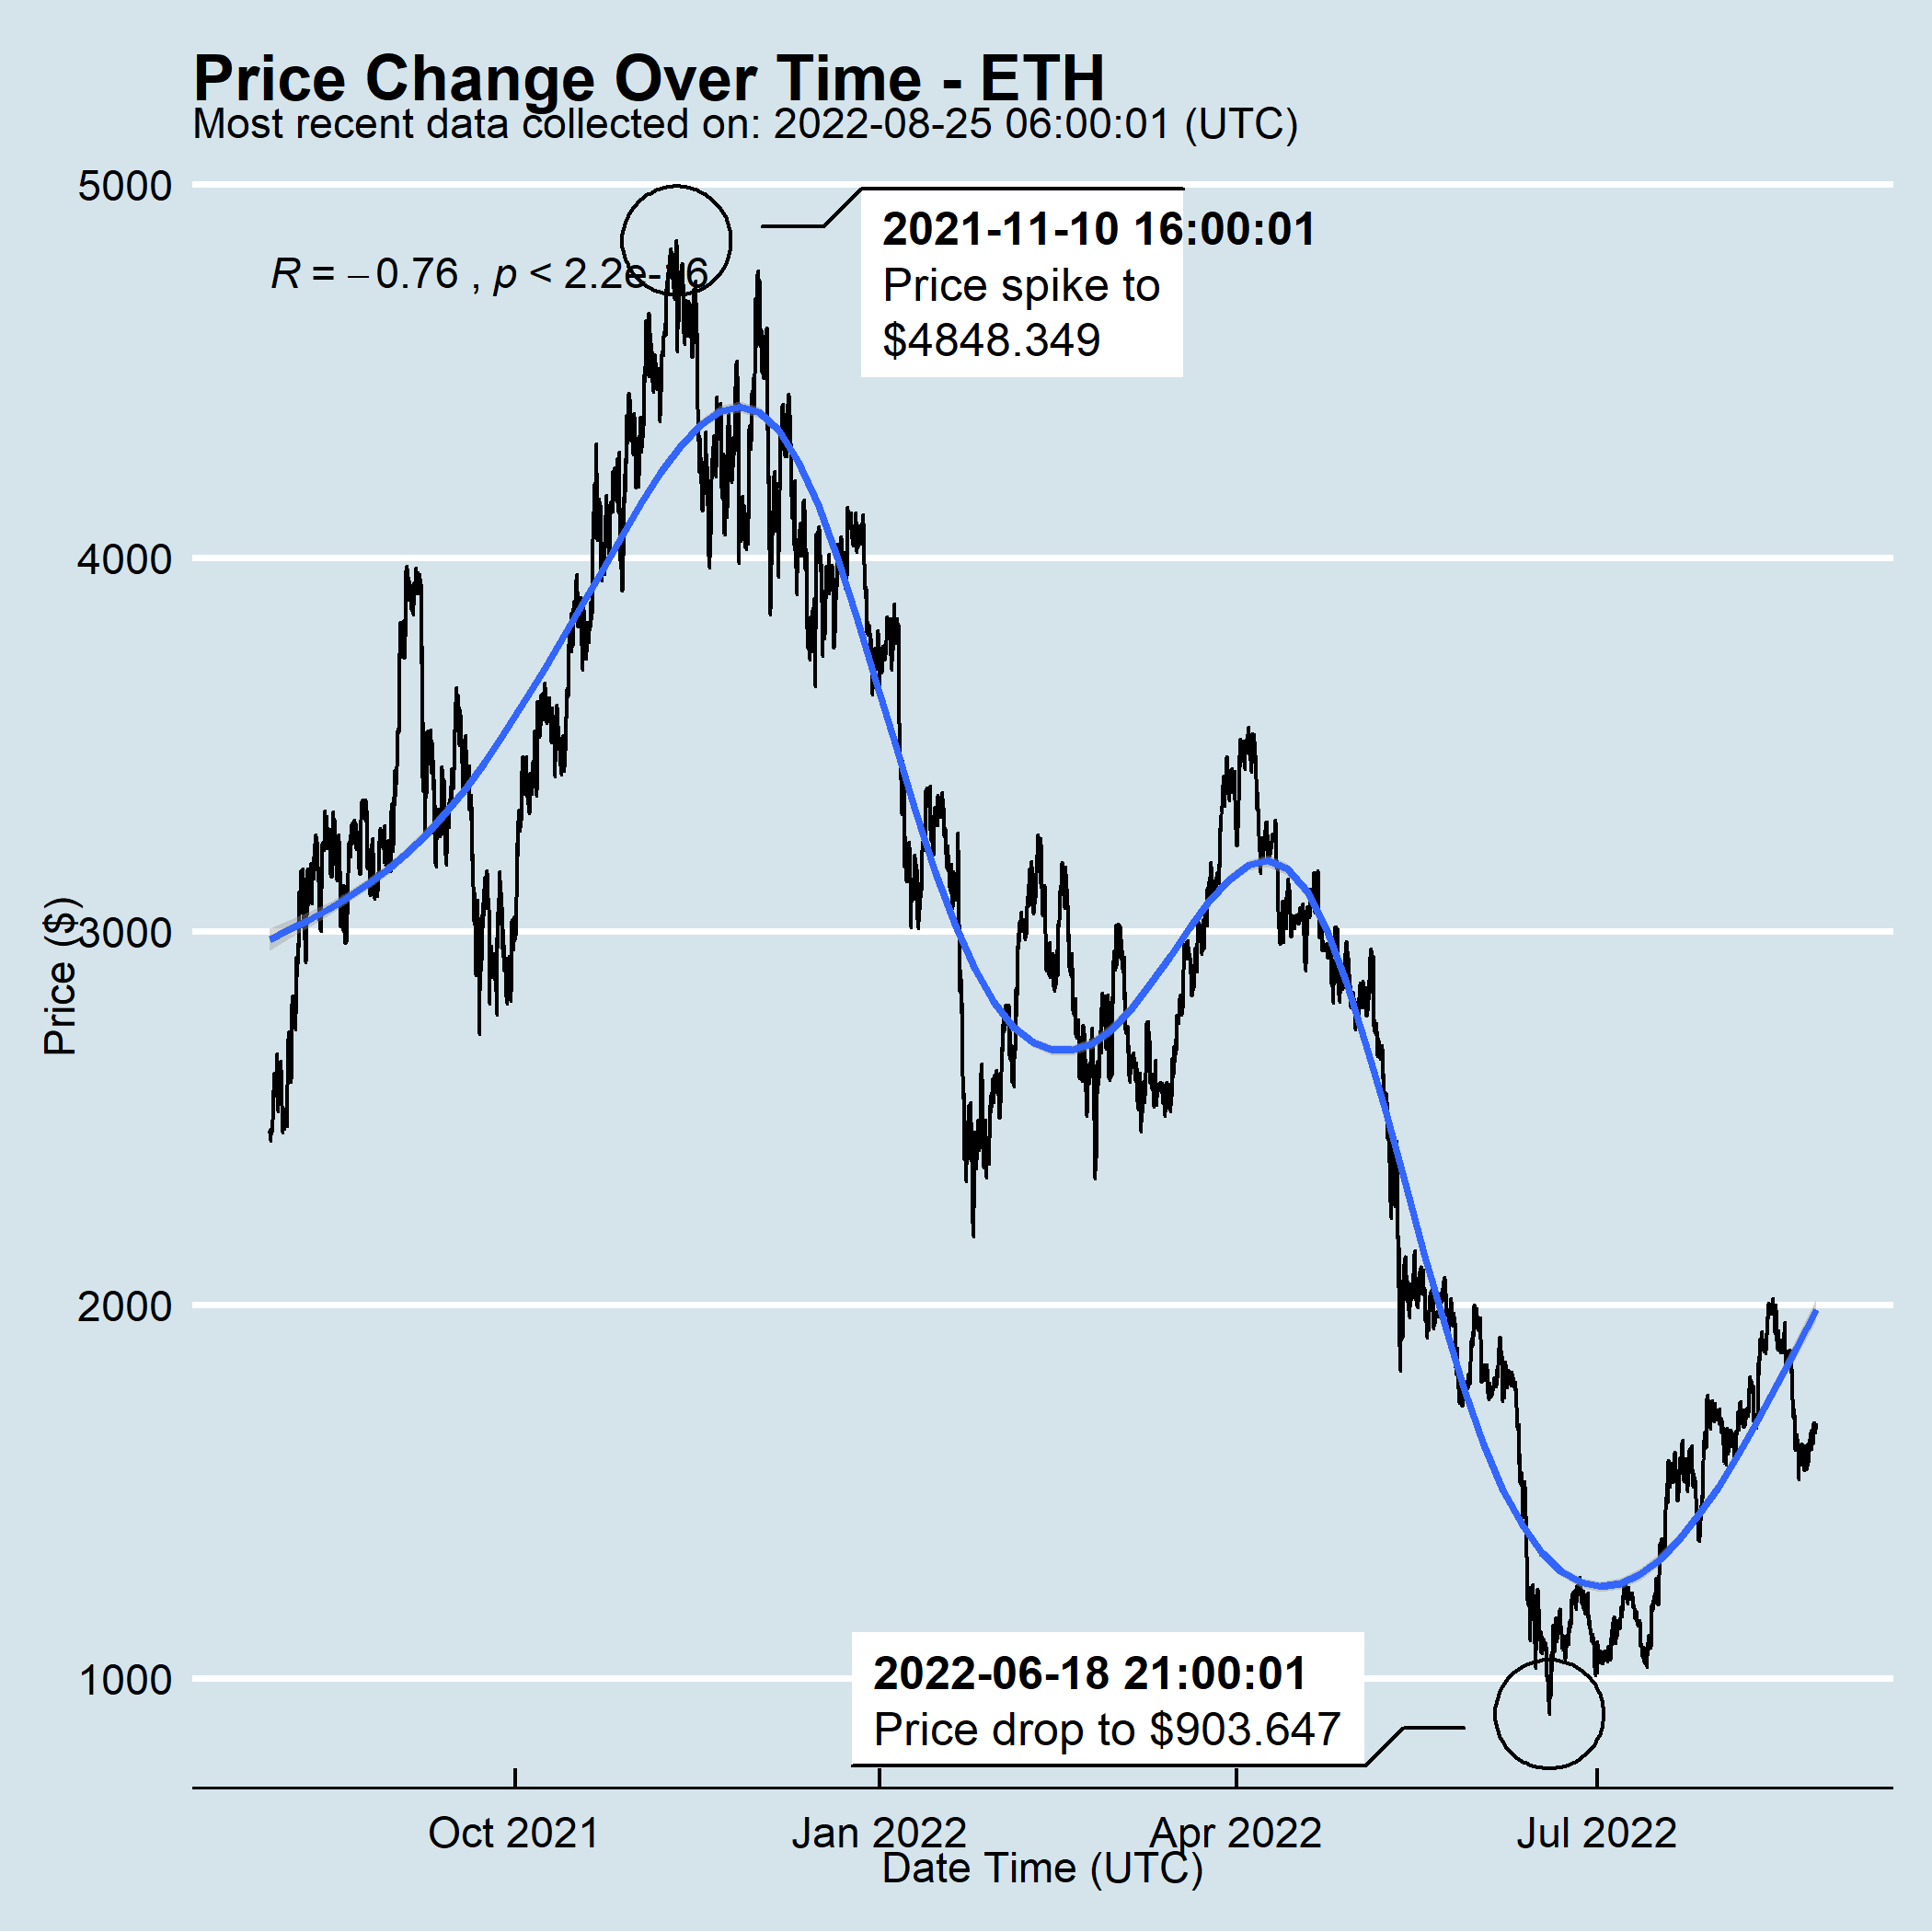 Price Change Over Time - ETH
Most recent data collected on: 2022-08-25 06:00:01 (UTC)
5000
2021-11-10 16:00:01
Price spike to
$4848.349
R = −0.76 , p < 2.2e-16
4000
3000
Price ($)
2000
1000
2022-06-18 21:00:01
Price drop to $903.647
Oct 2021
Jan 2022
Apr 2022
Jul 2022
Date Time (UTC)